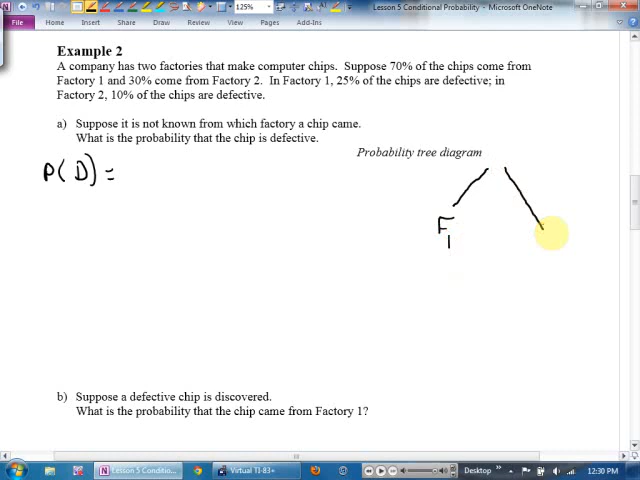 Lesson 5 Conditional Probability - Microsoft OneNote
125%
File
Home
Insert
Share
Draw
Review
View
Page
Add-Ins
Example 2
A company has two factories that make computer chips. Suppose 70% of the chips come from
Factory 1 and 30% come from Factory 2. In Factory 1, 25% of the chips are defective; in
Factory 2, 10% of the chips are defective.
a) Suppose it is not known from which factory a chip came.
What is the probability that the chip is defective.
Probability tree diagram
P(D)=
F1
b) Suppose a defective chip is discovered.
What is the probability that the chip came from Factory 1?
Lesson 5 Conditio...
Virtual TI-83+
Desktop
12:30 PM